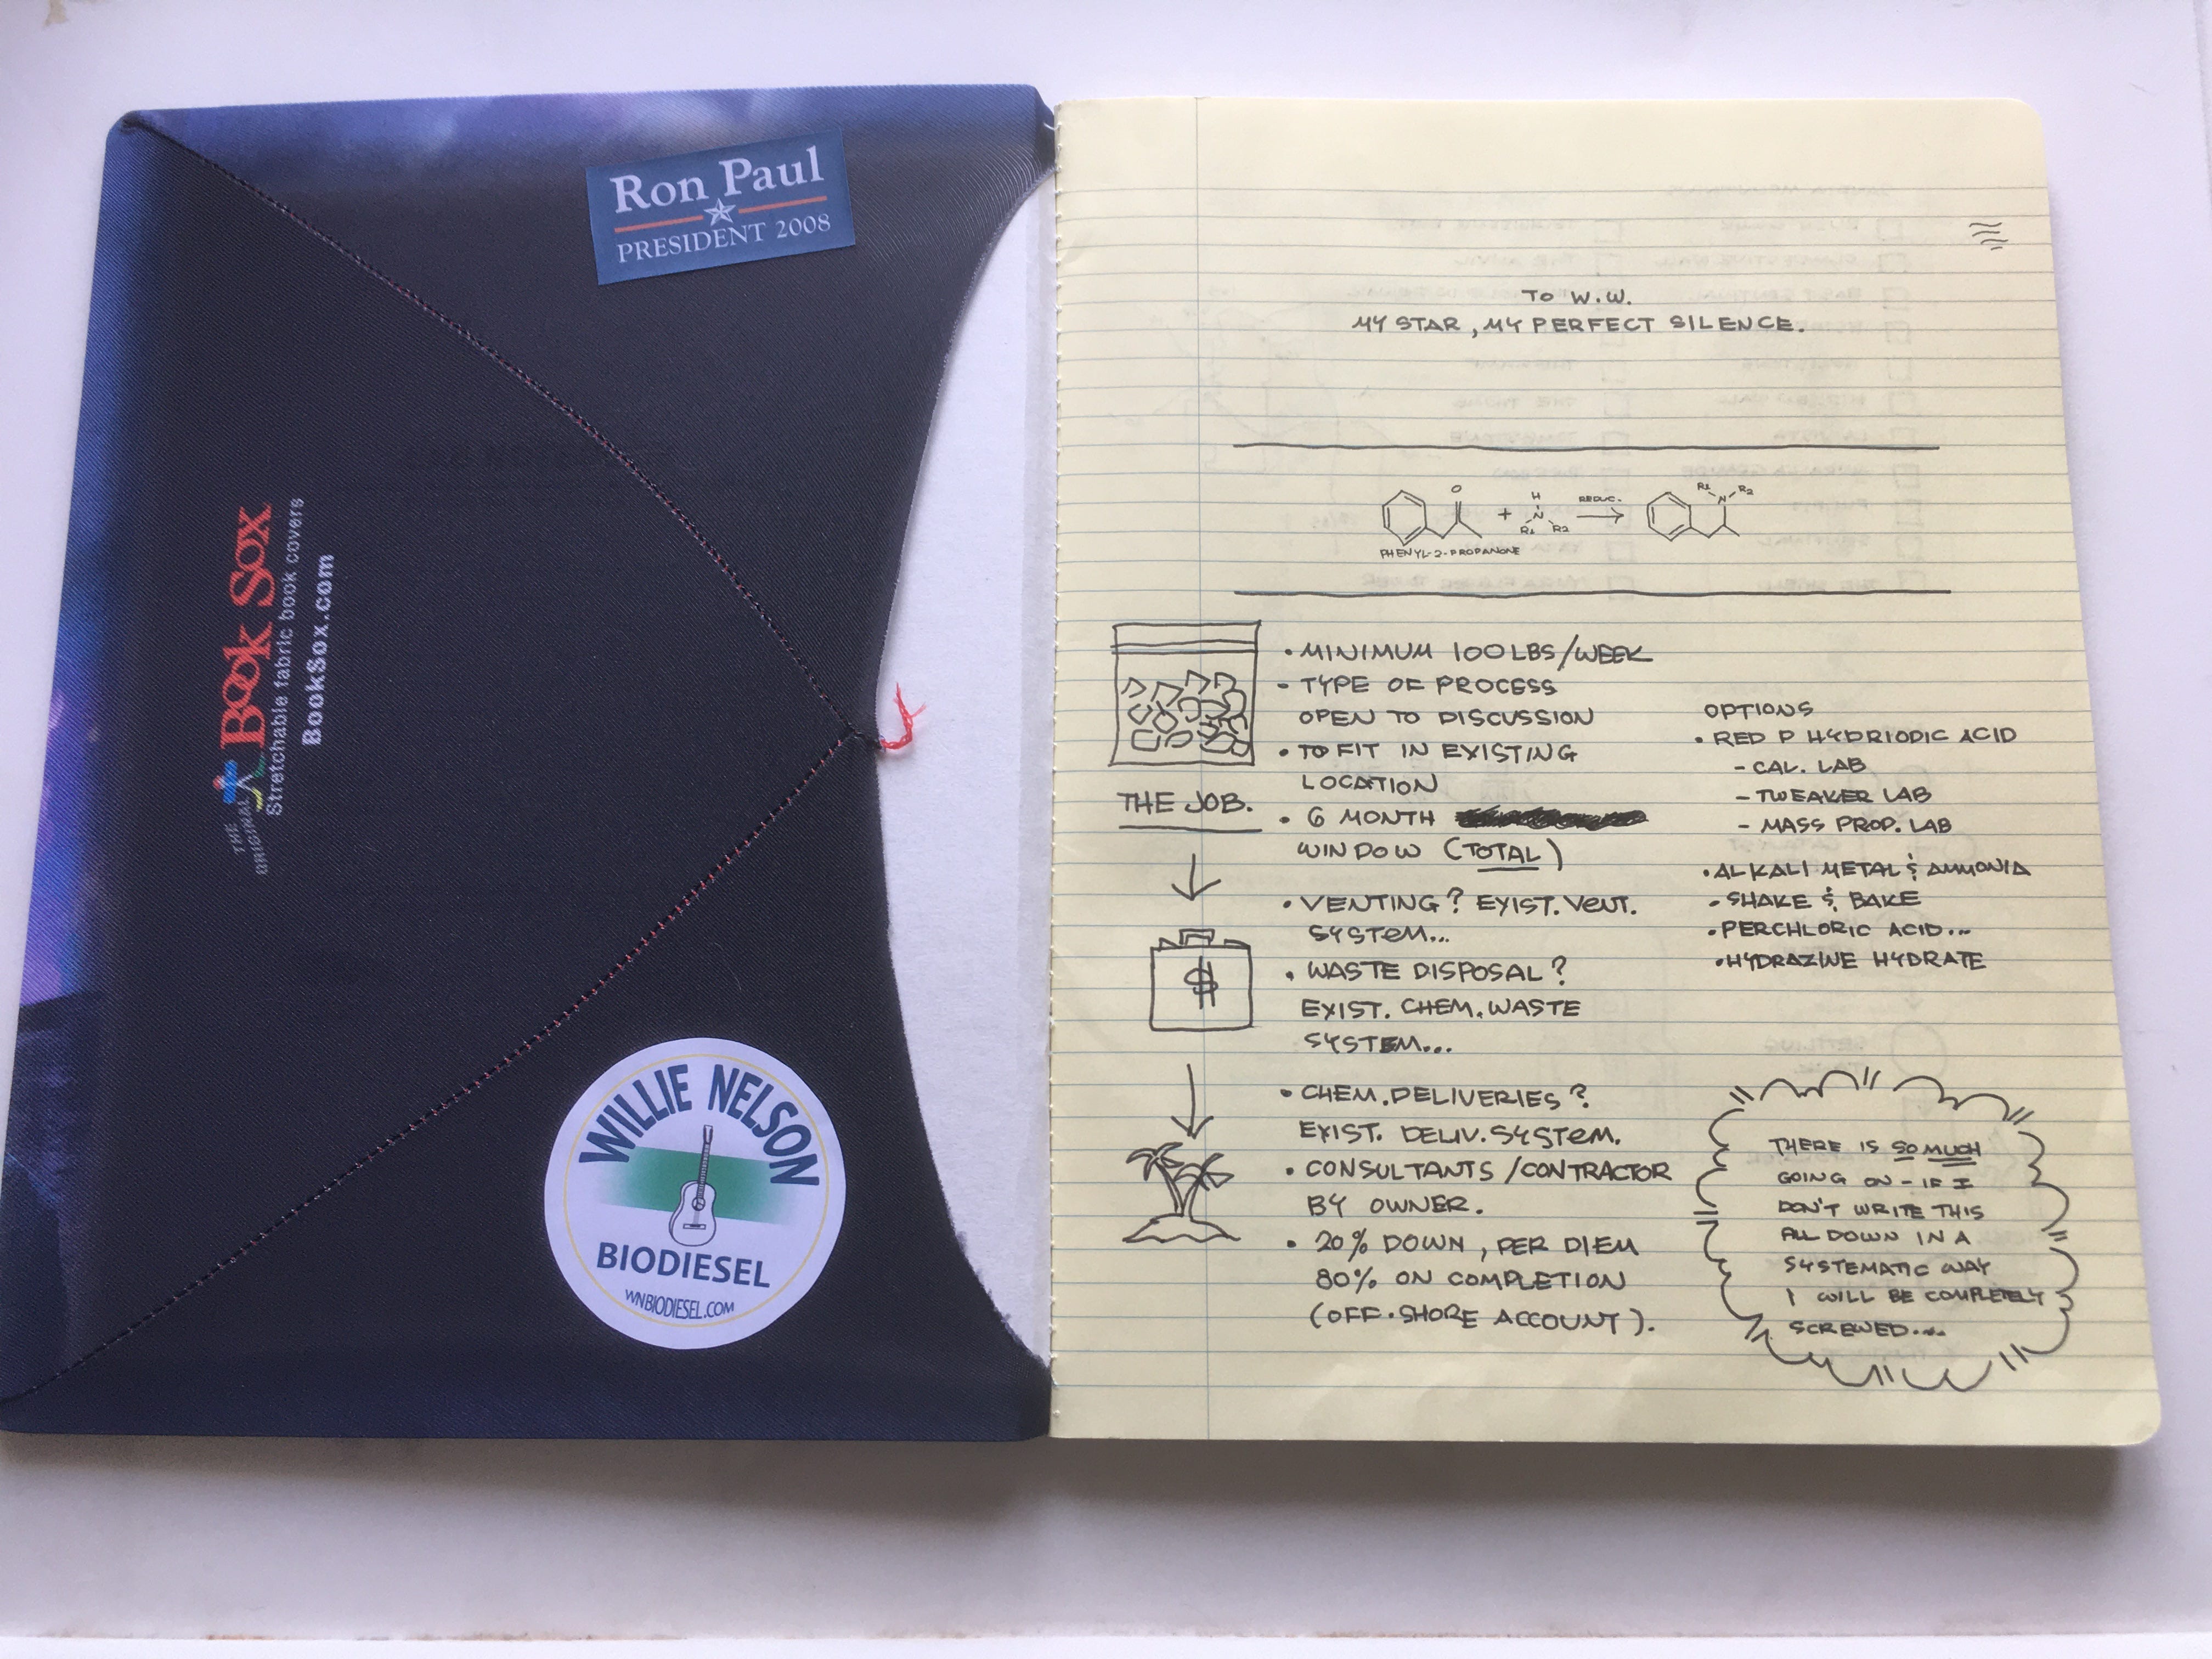 Ron Paul
PRESIDENT 2008
THE ORIGINAL
Book Sox
Stretchable fabric book covers
BookSox.com
WILLIE NELSON
BIODIESEL
WNBIODIESEL.COM
TO W.W.
MY STAR, MY PERFECT SILENCE.
O
+
H
N
R1 R2
REDUC.
R1 N R2
PHENYL-2-PROPANONE
THE JOB.
$
• MINIMUM 100LBS/WEEK
- TYPE OF PROCESS
OPEN TO DISCUSSION
• TO FIT IN EXISTING
LOCATION
• 6 MONTH
WINDOW (TOTAL)
• VENTING? EXIST. VENT.
SYSTEM...
• WASTE DISPOSAL?
EXIST. CHEM. WASTE
SYSTEM...
• CHEM. DELIVERIES?
EXIST. DELIV. SYSTEM.
• CONSULTANTS/CONTRACTOR
BY OWNER.
• 20% DOWN, PER DIEM
80% ON COMPLETION
(OFF-SHORE ACCOUNT).
OPTIONS
• RED P HYDRIODIC ACID
- CAL. LAB
- TWEAKER LAB
- MASS PROP. LAB
• ALKALI METAL & AMMONIA
• SHAKE & BAKE
• PERCHLORIC ACID...
• HYDRAZINE HYDRATE
THERE IS SO MUCH
GOING ON - IF I
DON'T WRITE THIS
ALL DOWN IN A
SYSTEMATIC WAY
I WILL BE COMPLETELY
SCREWED....